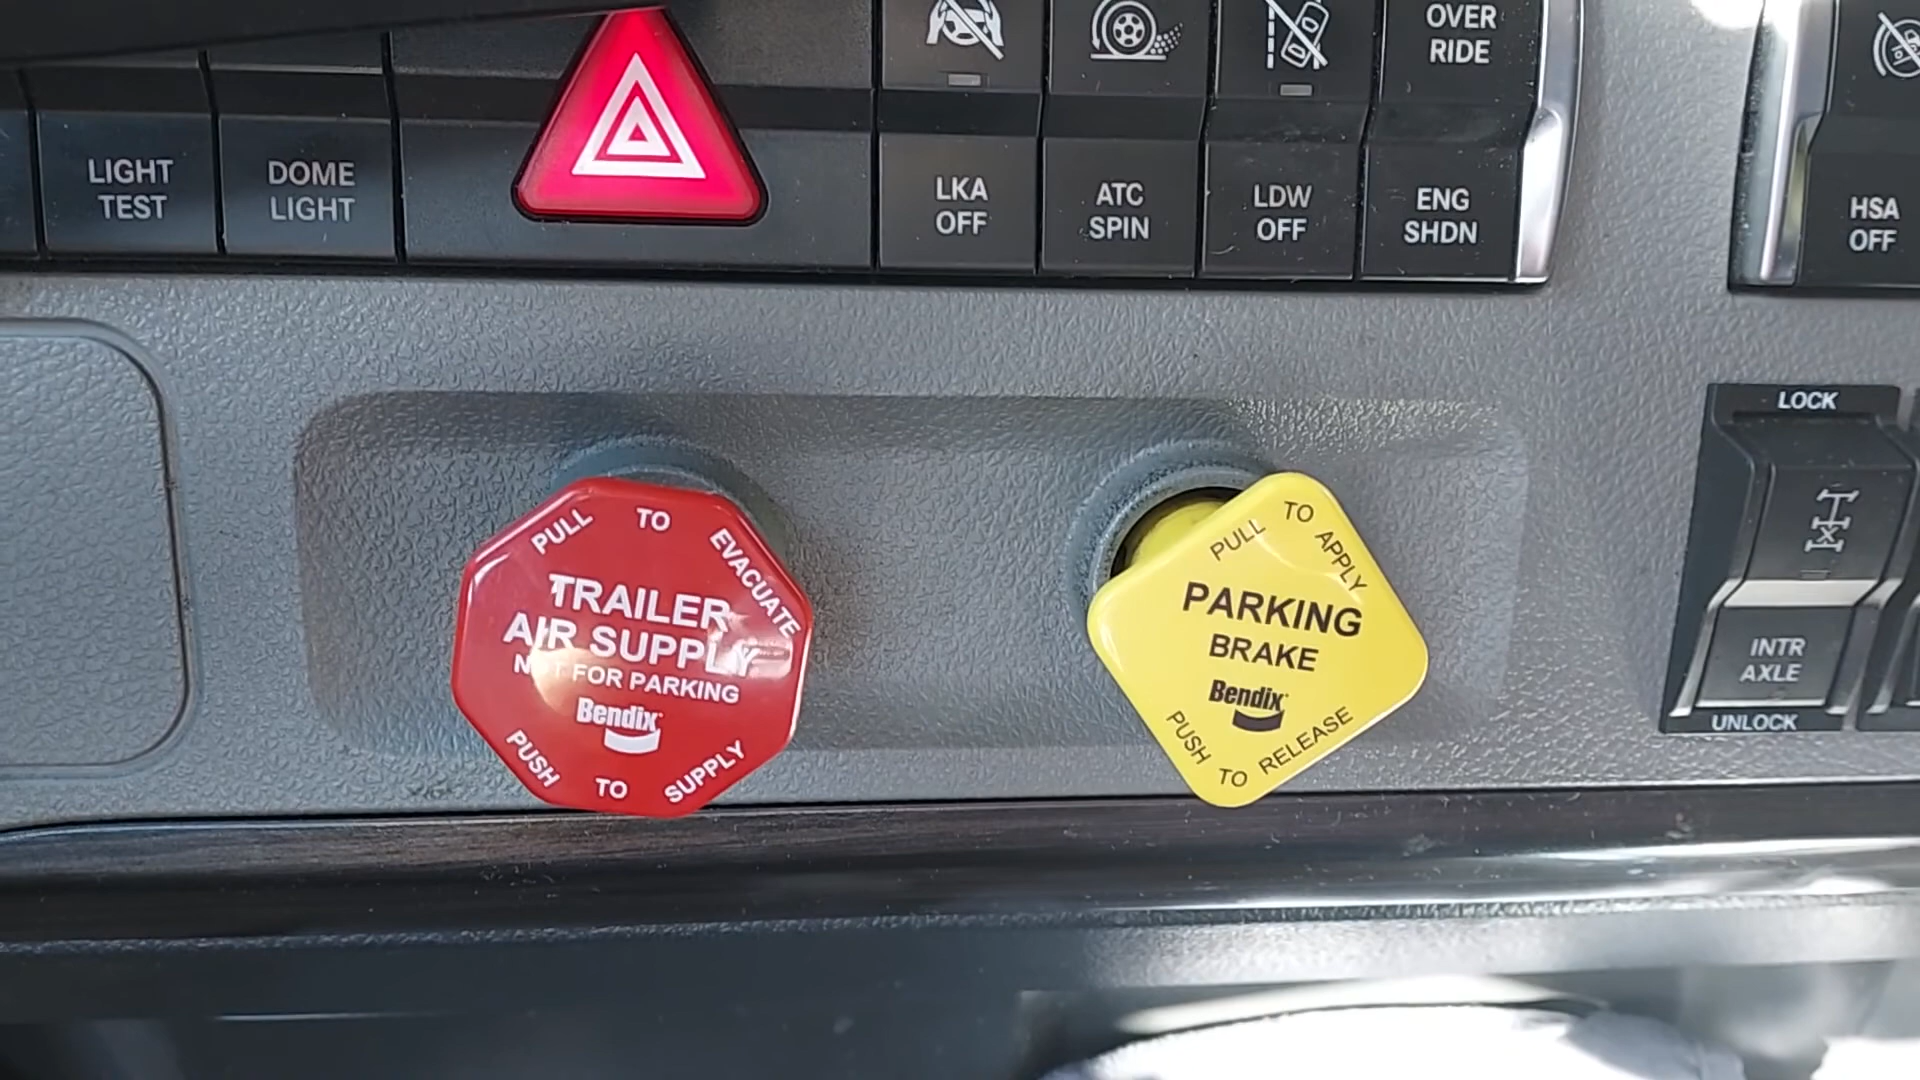 OVER
RIDE
LIGHT
TEST
DOME
LIGHT
LKA
OFF
ATC
SPIN
LDW
OFF
ENG
SHDN
HSA
OFF
LOCK
INTR
AXLE
UNLOCK
PULL TO EVACUATE
TRAILER
AIR SUPPLY
NOT FOR PARKING
Bendix
PUSH TO SUPPLY
PULL TO APPLY
PARKING
BRAKE
Bendix
PUSH TO RELEASE